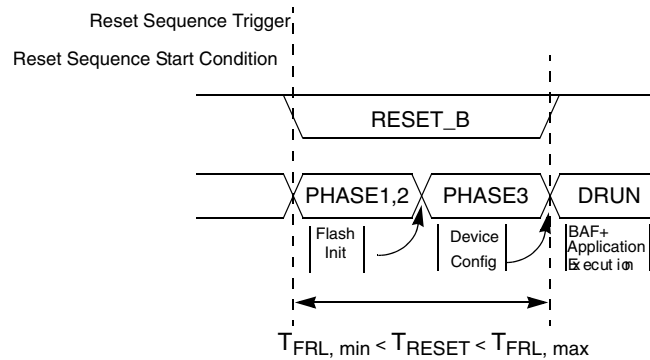 Reset Sequence Trigger
Reset Sequence Start Condition
RESET_B
PHASE1,2
PHASE3
DRUN
Flash
Init
Device
Config
BAF+
Application
Execution
TFRL, min < TRESET < TFRL, max